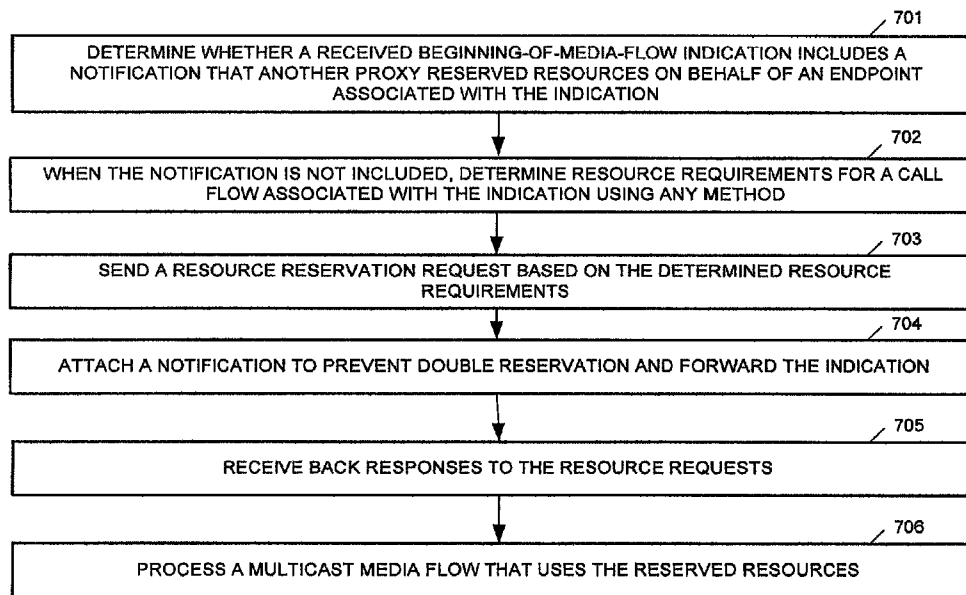 701
DETERMINE WHETHER A RECEIVED BEGINNING-OF-MEDIA-FLOW INDICATION INCLUDES A
NOTIFICATION THAT ANOTHER PROXY RESERVED RESOURCES ON BEHALF OF AN ENDPOINT
ASSOCIATED WITH THE INDICATION
702
WHEN THE NOTIFICATION IS NOT INCLUDED, DETERMINE RESOURCE REQUIREMENTS FOR A CALL
FLOW ASSOCIATED WITH THE INDICATION USING ANY METHOD
703
SEND A RESOURCE RESERVATION REQUEST BASED ON THE DETERMINED RESOURCE
REQUIREMENTS
704
ATTACH A NOTIFICATION TO PREVENT DOUBLE RESERVATION AND FORWARD THE INDICATION
705
RECEIVE BACK RESPONSES TO THE RESOURCE REQUESTS
706
PROCESS A MULTICAST MEDIA FLOW THAT USES THE RESERVED RESOURCES